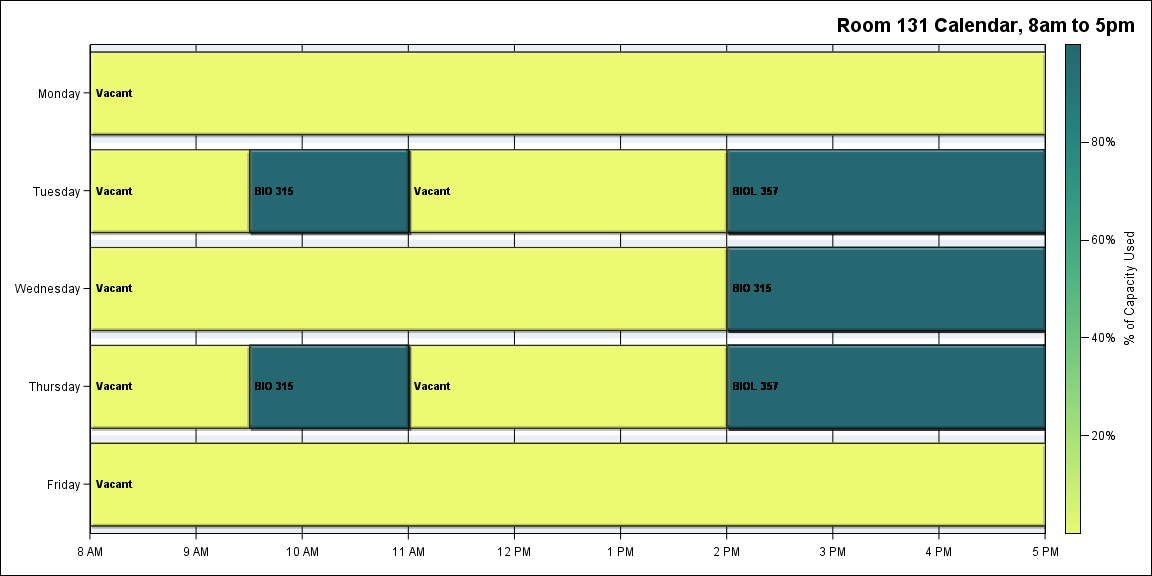 Room 131 Calendar, 8am to 5pm
Monday
Vacant
Tuesday
Vacant
BIO 315
Vacant
BIOL 357
Wednesday
Vacant
BIO 315
Thursday
Vacant
BIO 315
Vacant
BIOL 357
Friday
Vacant
8 AM
9 AM
10 AM
11 AM
12 PM
1 PM
2 PM
3 PM
4 PM
5 PM
80%
60%
40%
20%
% of Capacity Used